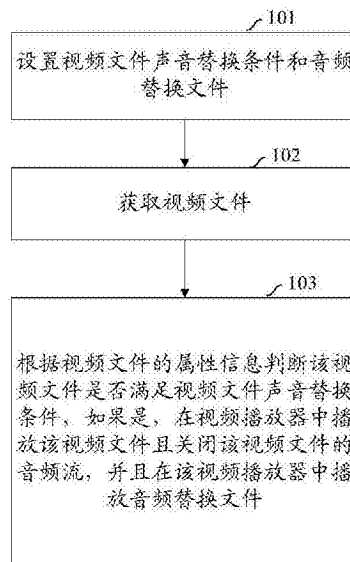 101
设置视频文件声音替换条件和音频
替换文件
102
获取视频文件
103
根据视频文件的属性信息判断该视
频文件是否满足视频文件声音替换
条件，如果是，在视频播放器中播
放该视频文件且关闭该视频文件的
音频流，并且在该视频播放器中播
放音频替换文件